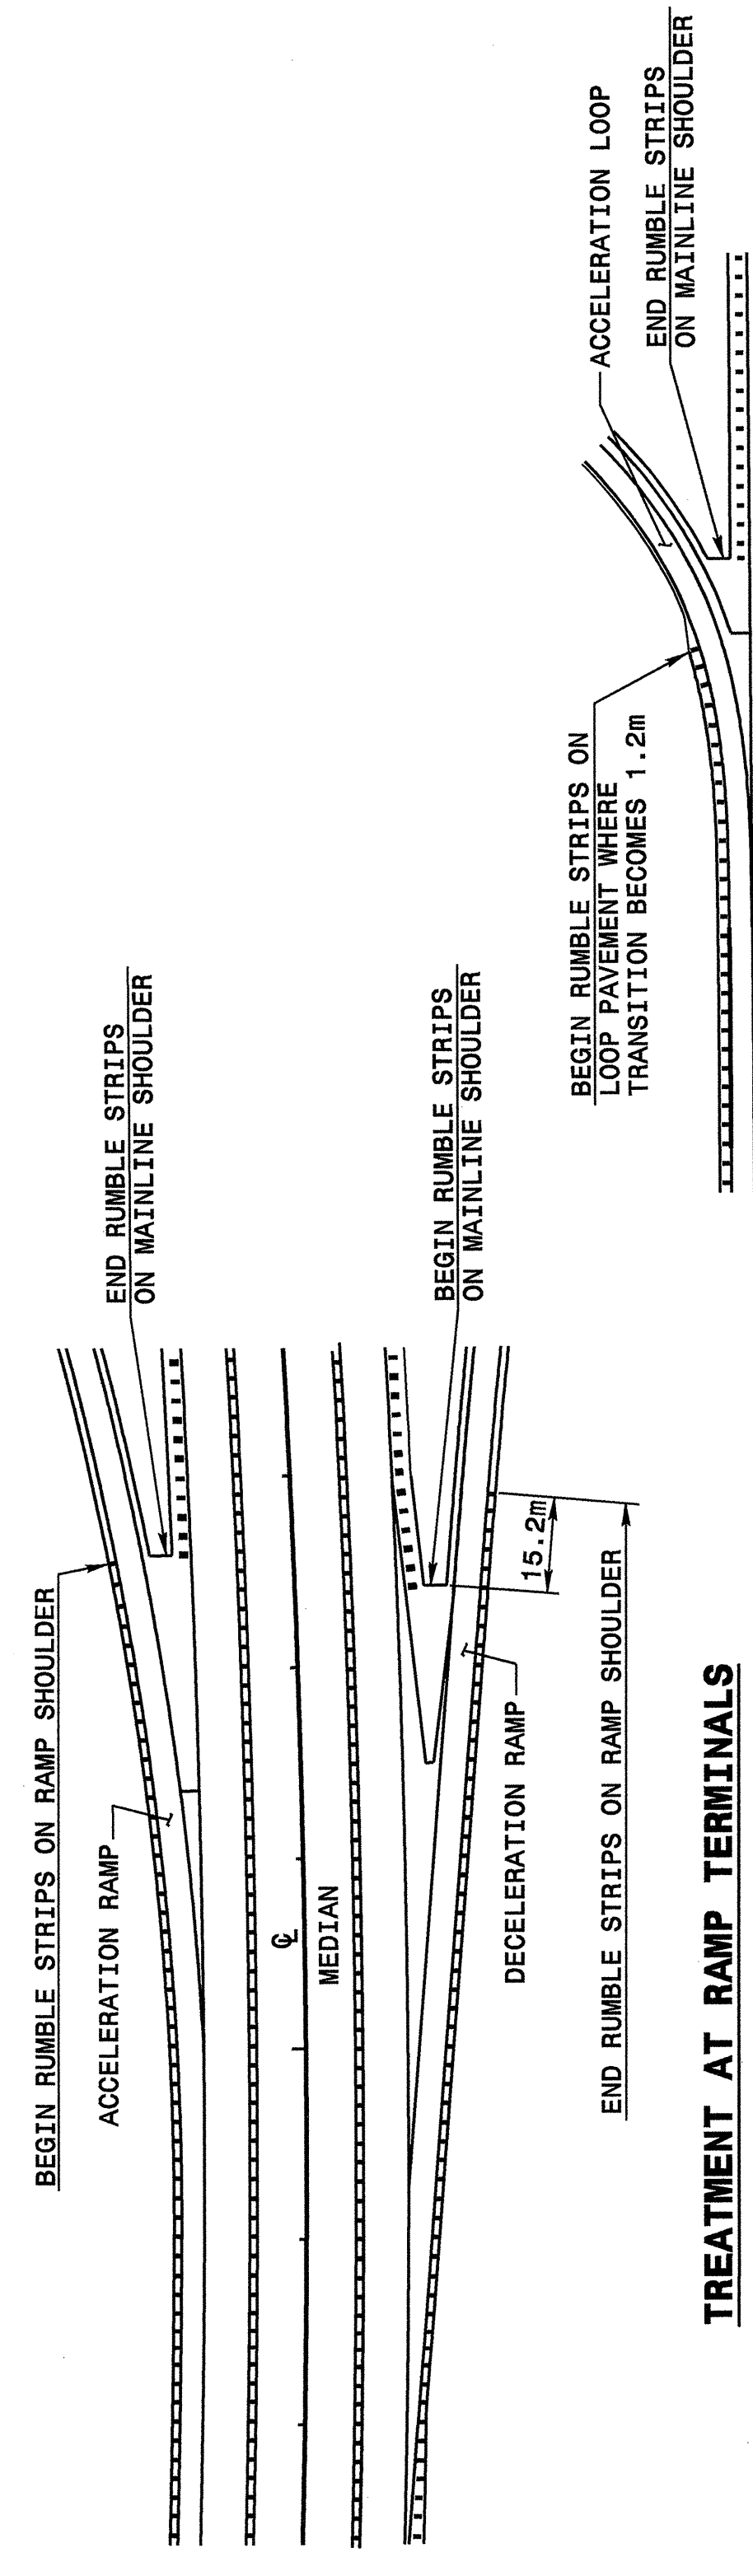 BEGIN RUMBLE STRIPS ON RAMP SHOULDER
ACCELERATION RAMP
END RUMBLE STRIPS
ON MAINLINE SHOULDER
℄
MEDIAN
BEGIN RUMBLE STRIPS
ON MAINLINE SHOULDER
DECELERATION RAMP
15.2m
END RUMBLE STRIPS ON RAMP SHOULDER
BEGIN RUMBLE STRIPS ON
LOOP PAVEMENT WHERE
TRANSITION BECOMES 1.2m
ACCELERATION LOOP
END RUMBLE STRIPS
ON MAINLINE SHOULDER
TREATMENT AT RAMP TERMINALS